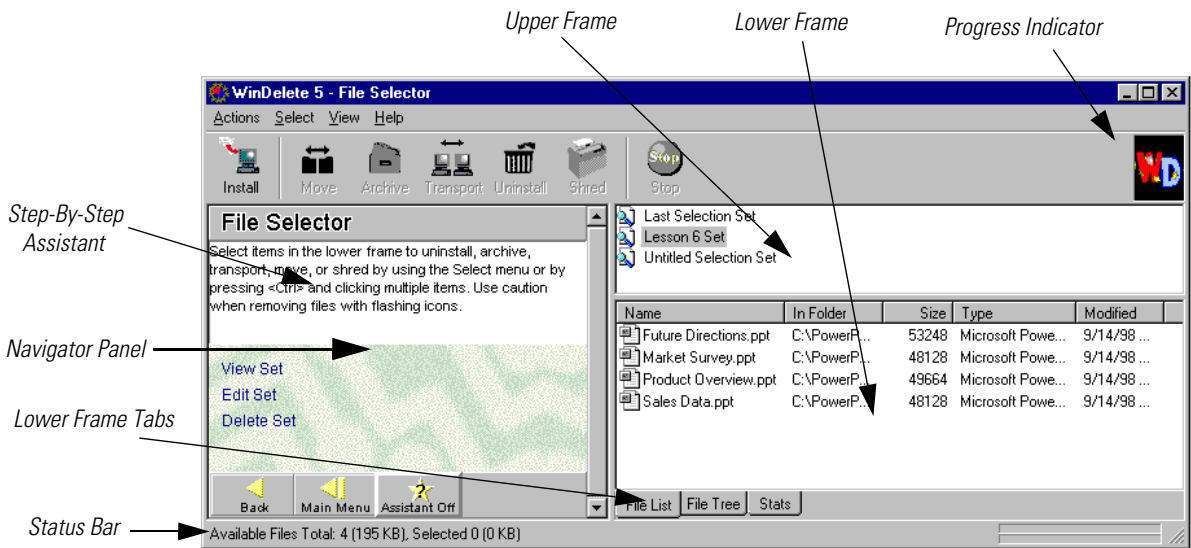 Upper Frame
Lower Frame
Progress Indicator
WinDelete 5 - File Selector
Actions Select View Help
Install Move Archive Transport Uninstall Shred Stop
Stop
WD
Step-By-Step
Assistant
File Selector
Select items in the lower frame to uninstall, archive,
transport, move, or shred by using the Select menu or by
pressing <Ctrl> and clicking multiple items. Use caution
when removing files with flashing icons.
Last Selection Set
Lesson 6 Set
Untitled Selection Set
Name In Folder Size Type Modified
Future Directions.ppt C:\PowerP... 53248 Microsoft Powe... 9/14/98 ...
Market Survey.ppt C:\PowerP... 48128 Microsoft Powe... 9/14/98 ...
Product Overview.ppt C:\PowerP... 49664 Microsoft Powe... 9/14/98 ...
Sales Data.ppt C:\PowerP... 48128 Microsoft Powe... 9/14/98 ...
Navigator Panel
View Set
Edit Set
Delete Set
Lower Frame Tabs
Back Main Menu Assistant Off
File List File Tree Stats
Status Bar
Available Files Total: 4 (195 KB), Selected 0 (0 KB)